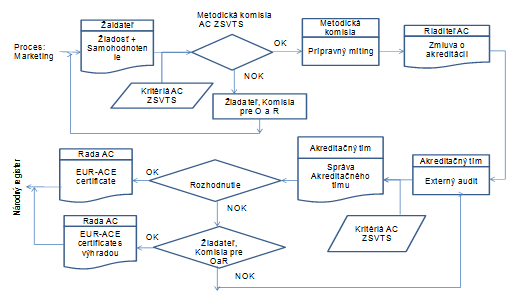 Proces:
Marketing
Žiadateľ
Žiadosť +
Samohodnoten
ie
Metodická komisia
AC ZSVTS
OK
NOK
Kritériá AC
ZSVTS
Žiadateľ, Komisia
pre O a R
Metodická
komisia
Prípravný míting
Riaditeľ AC
Zmluva o
akreditácii
Národný register
Rada AC
EUR-ACE
certificate
OK
Rozhodnutie
NOK
Akreditačný tím
Správa
Akreditačného
tímu
Akreditačný tím
Externý audit
Kritériá AC
ZSVTS
Rada AC
EUR-ACE
certificate s
výhradou
OK
Žiadateľ,
Komisia pre
OaR
NOK